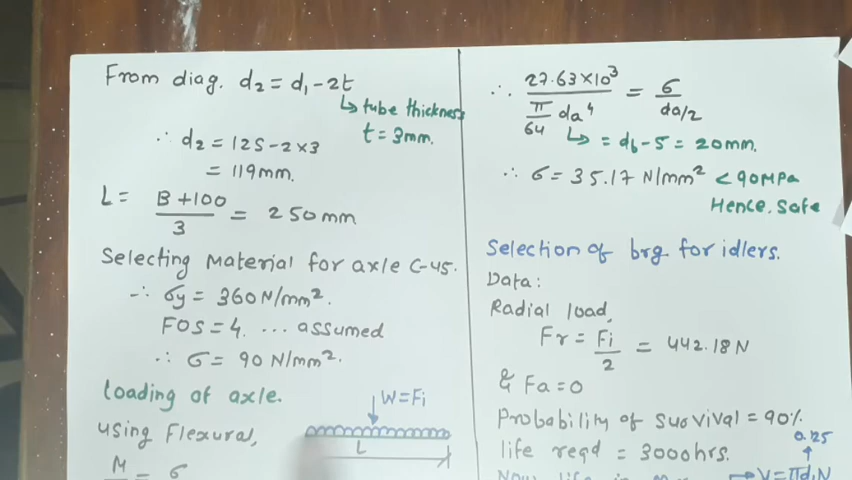 From diag. d₂ = d₁ - 2t
↳ tube thickness
t = 3mm.
∴ d₂ = 125 - 2×3
= 119mm.
L = B+100/3 = 250mm
Selecting Material for axle C-45.
∴ σy = 360N/mm².
FOS = 4. ... assumed
∴ σ = 90 N/mm².
loading of axle.
W = Fi
using Flexural,
L
M = σ
∴ 27.63×10³ / (π/64 da⁴) = σ / (da/2)
↳ = db - 5 = 20mm.
∴ σ = 35.17 N/mm² < 90MPa
Hence. Safe
Selection of brg for idlers.
Data:
Radial load,
Fr = Fi/2 = 442.18N
& Fa = 0
Probability of survival = 90%
life reqd = 3000hrs.
0.125
→ V = πd₁N